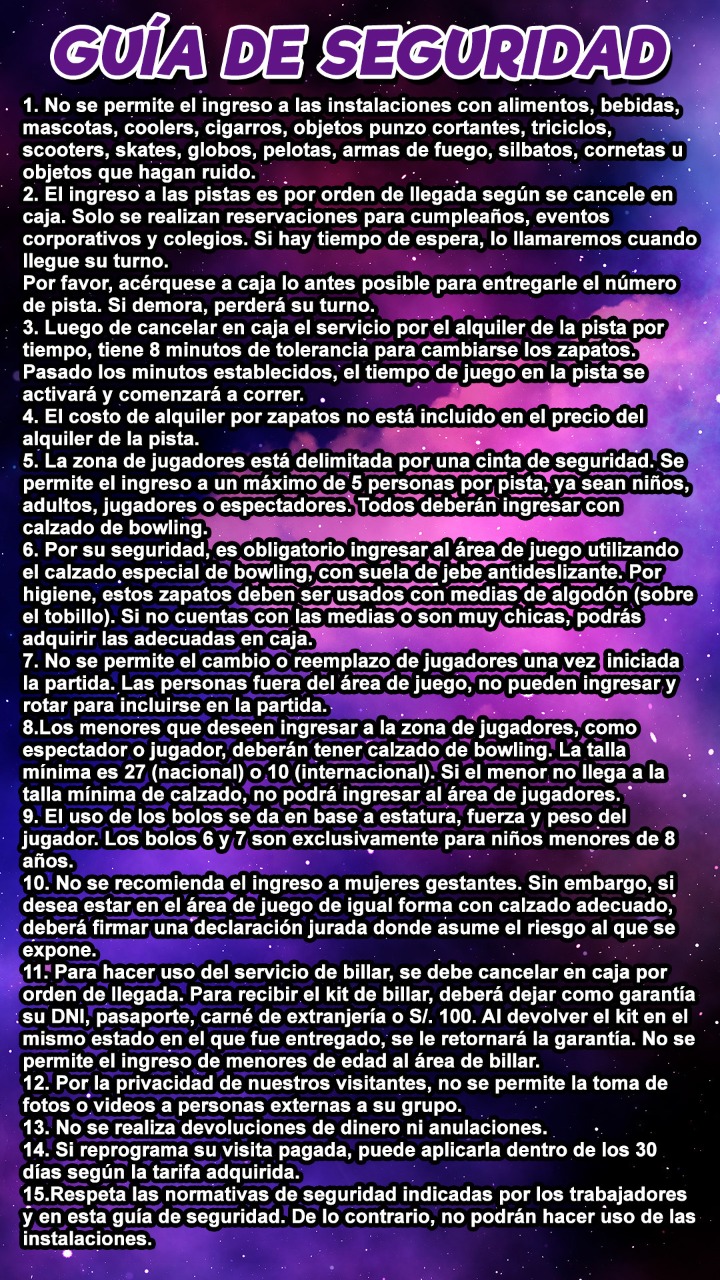 GUÍA DE SEGURIDAD
1. No se permite el ingreso a las instalaciones con alimentos, bebidas,
mascotas, coolers, cigarros, objetos punzo cortantes, triciclos,
scooters, skates, globos, pelotas, armas de fuego, silbatos, cornetas u
objetos que hagan ruido.
2. El ingreso a las pistas es por orden de llegada según se cancele en
caja. Solo se realizan reservaciones para cumpleaños, eventos
corporativos y colegios. Si hay tiempo de espera, lo llamaremos cuando
llegue su turno.
Por favor, acérquese a caja lo antes posible para entregarle el número
de pista. Si demora, perderá su turno.
3. Luego de cancelar en caja el servicio por el alquiler de la pista por
tiempo, tiene 8 minutos de tolerancia para cambiarse los zapatos.
Pasado los minutos establecidos, el tiempo de juego en la pista se
activará y comenzará a correr.
4. El costo de alquiler por zapatos no está incluido en el precio del
alquiler de la pista.
5. La zona de jugadores está delimitada por una cinta de seguridad. Se
permite el ingreso a un máximo de 5 personas por pista, ya sean niños,
adultos, jugadores o espectadores. Todos deberán ingresar con
calzado de bowling.
6. Por su seguridad, es obligatorio ingresar al área de juego utilizando
el calzado especial de bowling, con suela de jebe antideslizante. Por
higiene, estos zapatos deben ser usados con medias de algodón (sobre
el tobillo). Si no cuentas con las medias o son muy chicas, podrás
adquirir las adecuadas en caja.
7. No se permite el cambio o reemplazo de jugadores una vez  iniciada
la partida. Las personas fuera del área de juego, no pueden ingresar y
rotar para incluirse en la partida.
8.Los menores que deseen ingresar a la zona de jugadores, como
espectador o jugador, deberán tener calzado de bowling. La talla
mínima es 27 (nacional) o 10 (internacional). Si el menor no llega a la
talla mínima de calzado, no podrá ingresar al área de jugadores.
9. El uso de los bolos se da en base a estatura, fuerza y peso del
jugador. Los bolos 6 y 7 son exclusivamente para niños menores de 8
años.
10. No se recomienda el ingreso a mujeres gestantes. Sin embargo, si
desea estar en el área de juego de igual forma con calzado adecuado,
deberá firmar una declaración jurada donde asume el riesgo al que se
expone.
11. Para hacer uso del servicio de billar, se debe cancelar en caja por
orden de llegada. Para recibir el kit de billar, deberá dejar como garantía
su DNI, pasaporte, carné de extranjería o S/. 100. Al devolver el kit en el
mismo estado en el que fue entregado, se le retornará la garantía. No se
permite el ingreso de menores de edad al área de billar.
12. Por la privacidad de nuestros visitantes, no se permite la toma de
fotos o videos a personas externas a su grupo.
13. No se realiza devoluciones de dinero ni anulaciones.
14. Si reprograma su visita pagada, puede aplicarla dentro de los 30
días según la tarifa adquirida.
15.Respeta las normativas de seguridad indicadas por los trabajadores
y en esta guía de seguridad. De lo contrario, no podrán hacer uso de las
instalaciones.